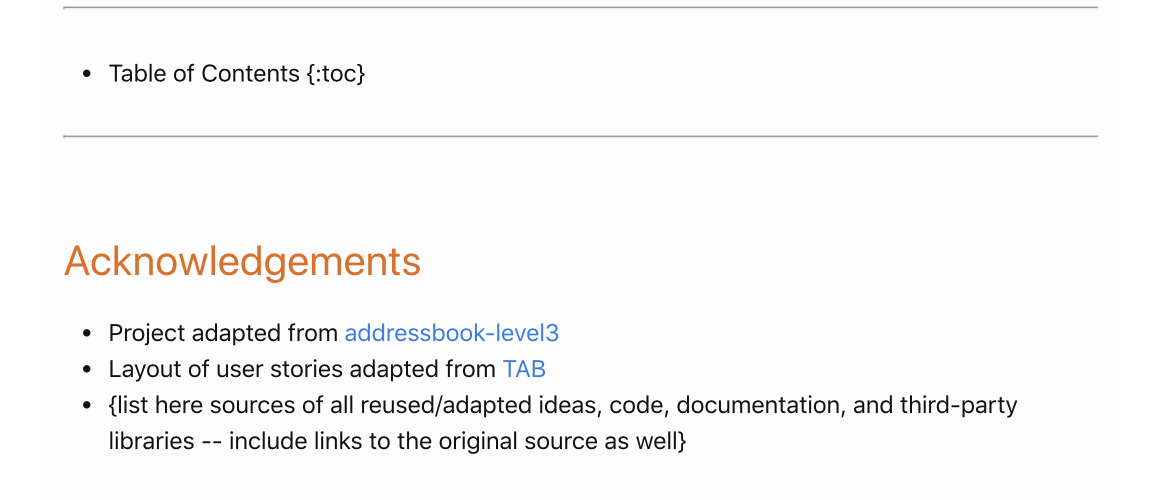 Table of Contents {:toc}
Acknowledgements
Project adapted from addressbook-level3
Layout of user stories adapted from TAB
{list here sources of all reused/adapted ideas, code, documentation, and third-party
libraries -- include links to the original source as well}